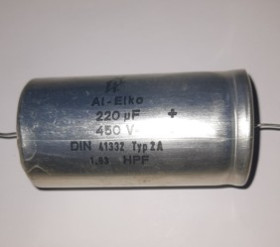 Al-Elko
220 µF +
450 V-
DIN 41332 Typ 2A
HPF